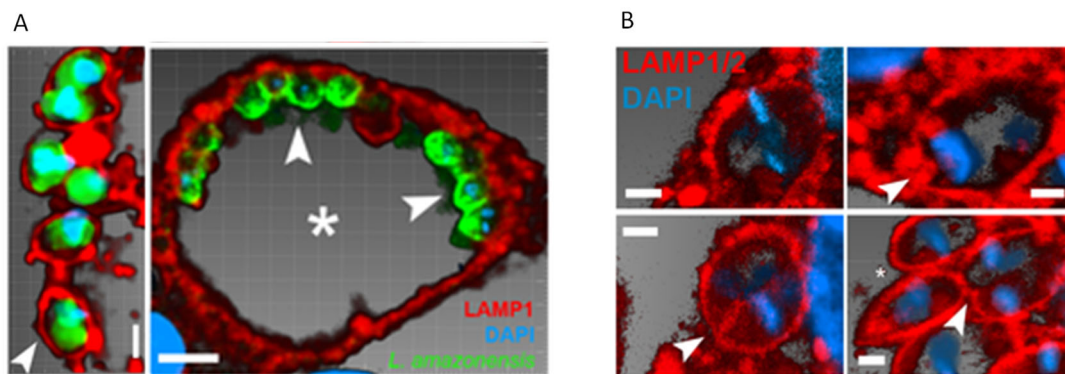 A
B
LAMP1/2
DAPI
*
LAMP1
DAPI
L. amazonensis
*